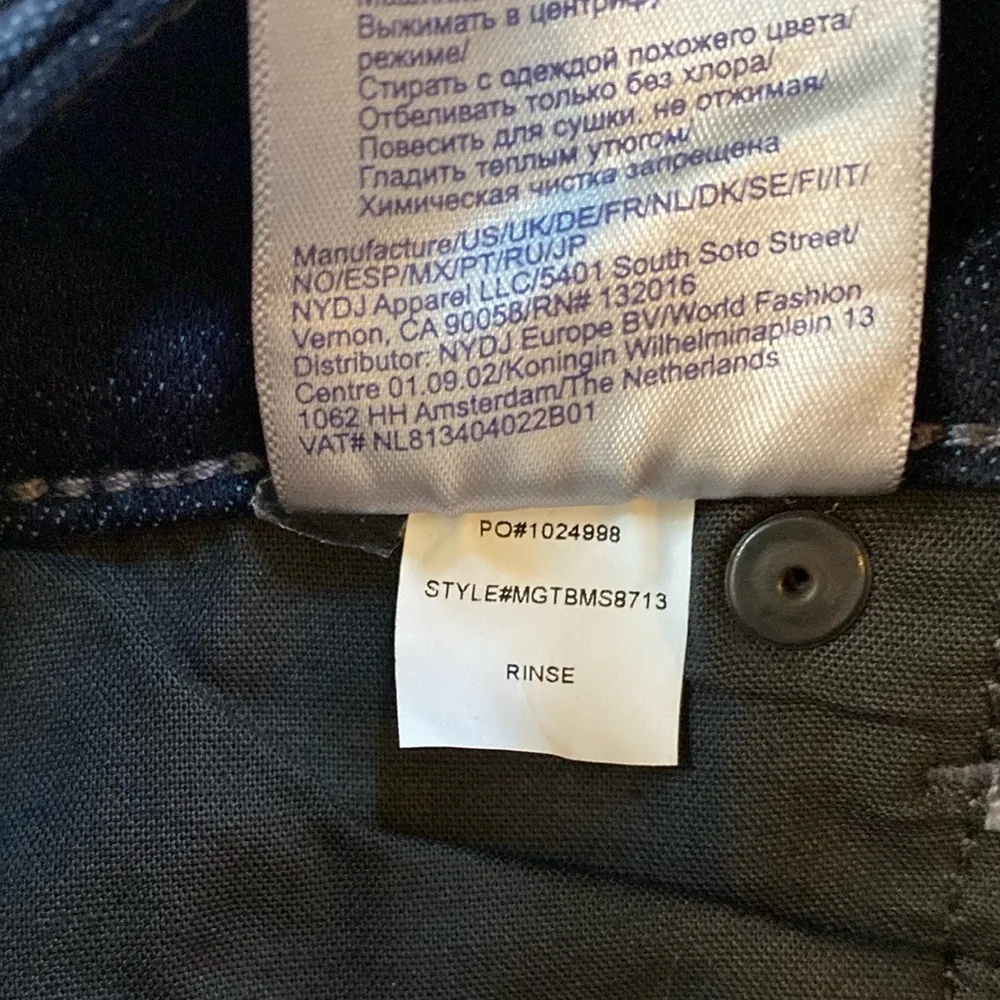 Выжимать в
режиме/
Стирать с одеждой похожего цвета/
Отбеливать только без хлора/
Повесить для сушки, не отжимая/
Гладить теплым утюгом/
Химическая чистка запрещена
Manufacture/US/UK/DE/FR/NL/DK/SE/FI/IT/
NO/ESP/MX/PT/RU/JP
NYDJ Apparel LLC/5401 South Soto Street/
Vernon, CA 90058/RN# 132016
Distributor: NYDJ Europe BV/World Fashion
Centre 01.09.02/Koningin Wilhelminaplein 13
1062 HH Amsterdam/The Netherlands
VAT# NL813404022B01
PO#1024998
STYLE#MGTBMS8713
RINSE